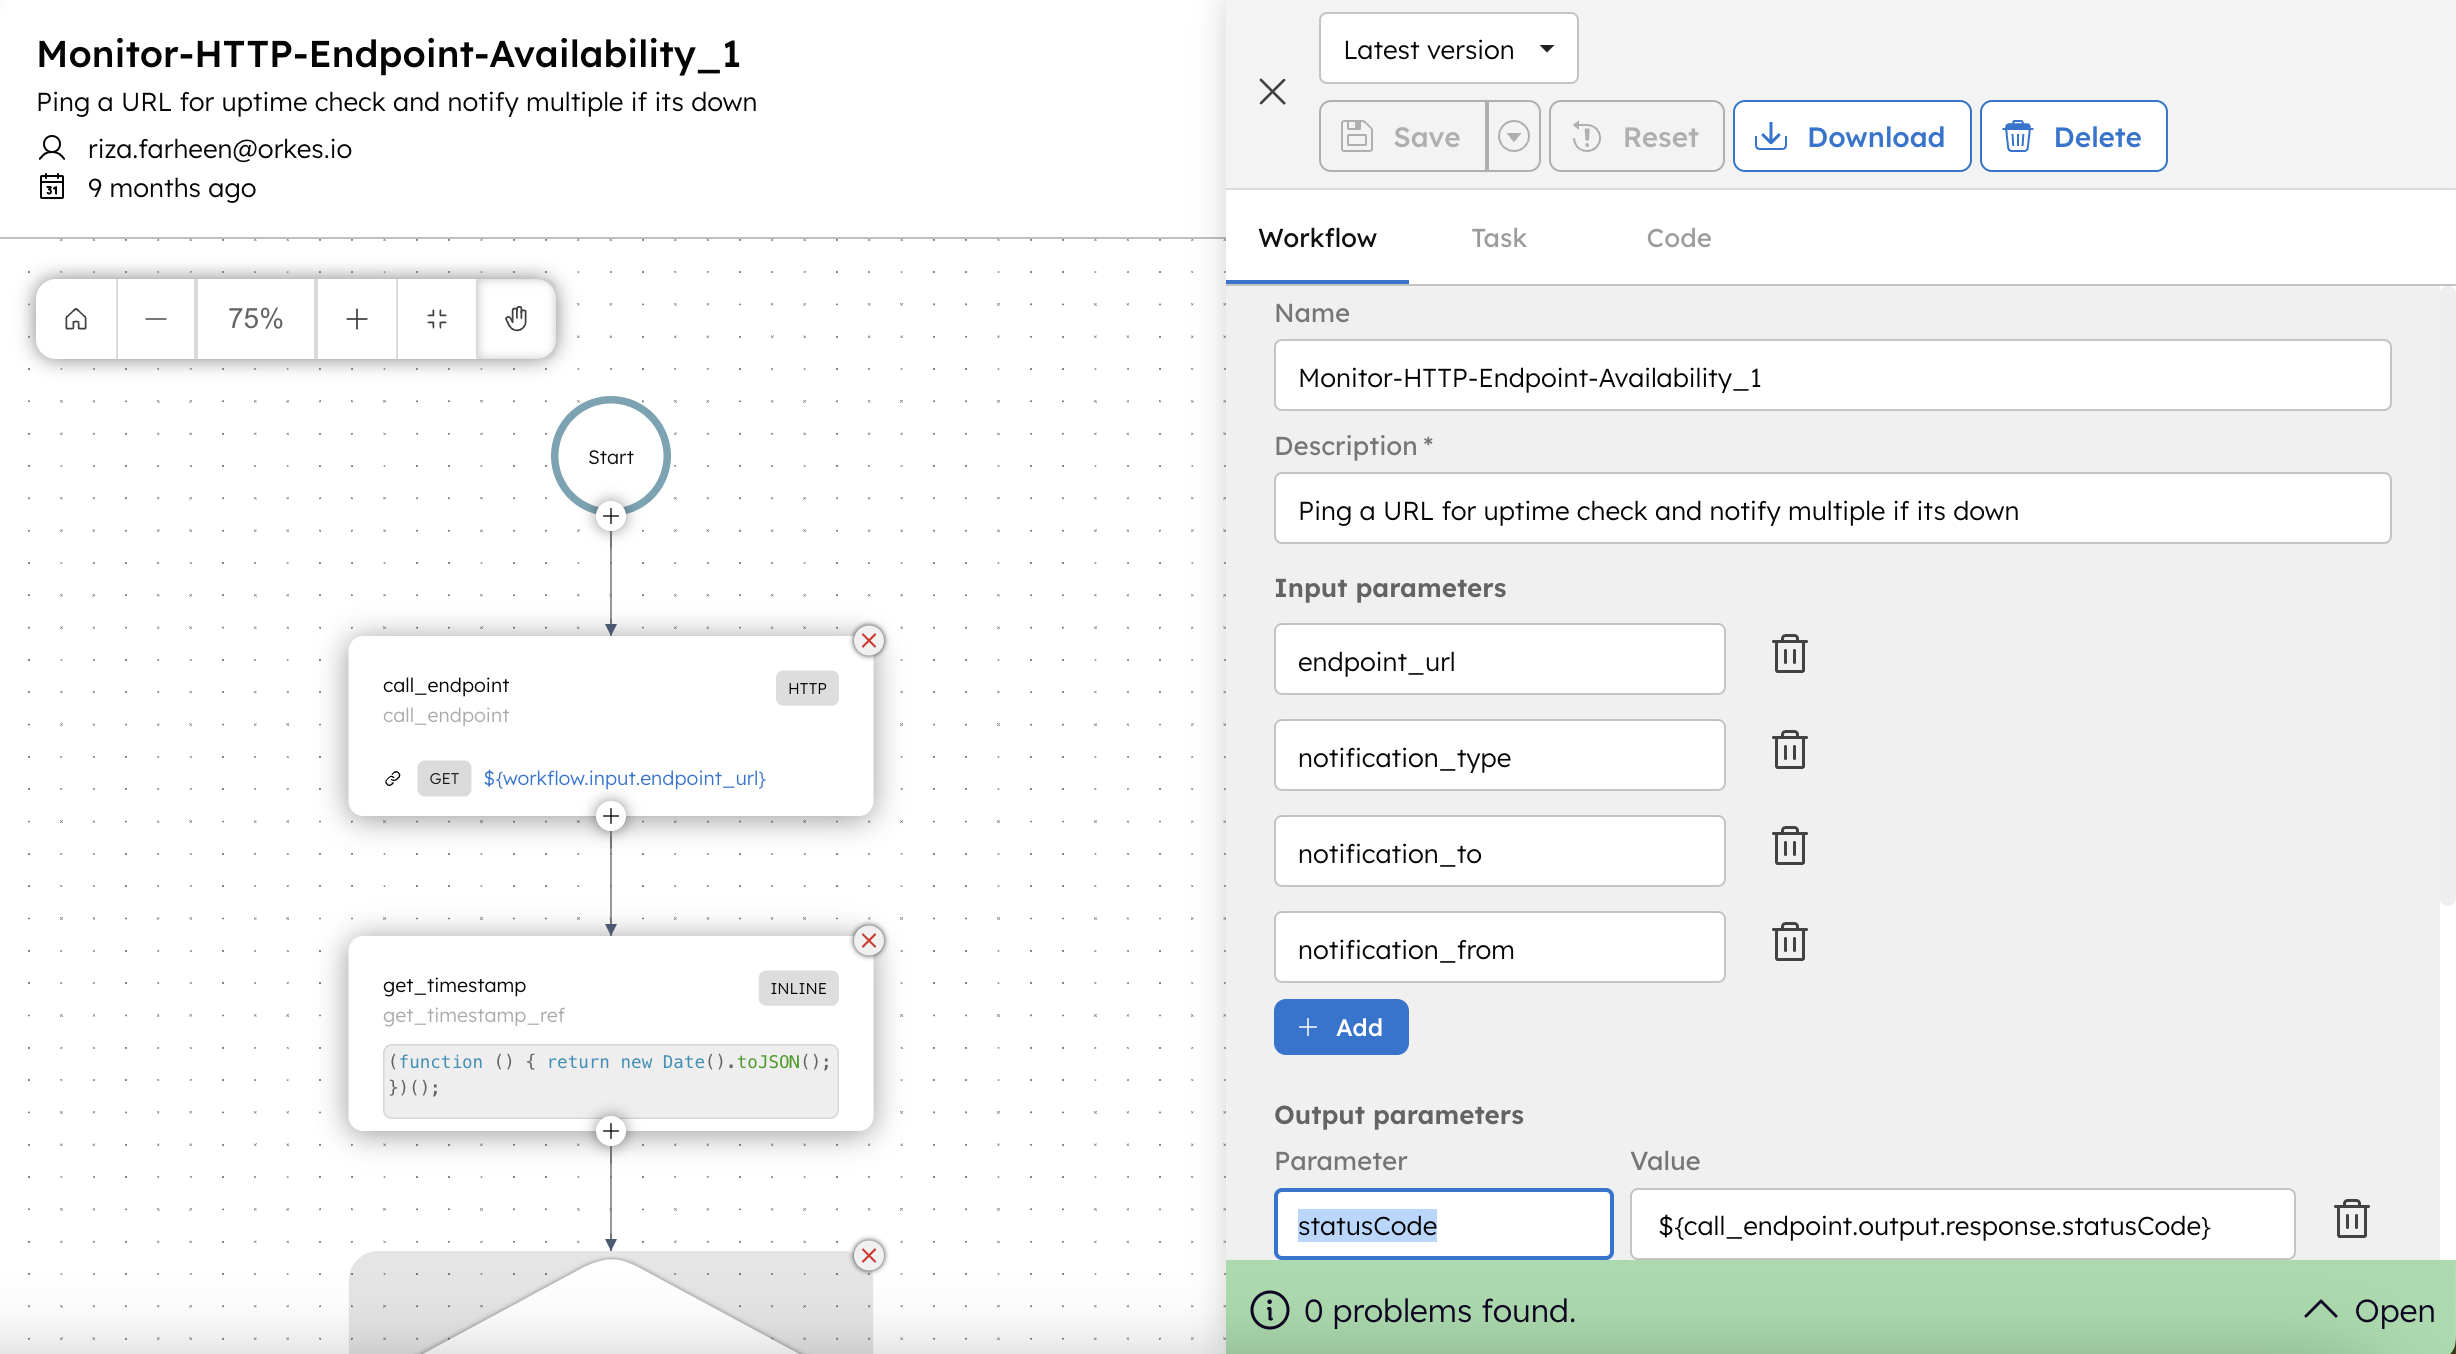 Monitor-HTTP-Endpoint-Availability_1
Ping a URL for uptime check and notify multiple if its down
riza.farheen@orkes.io
31
9 months ago
75%
Start
call_endpoint
HTTP
call_endpoint
GET ${workflow.input.endpoint_url}
get_timestamp
INLINE
get_timestamp_ref
(function () { return new Date().toJSON();
})();
Latest version
Save
Reset
Download
Delete
Workflow
Task
Code
Name
Monitor-HTTP-Endpoint-Availability_1
Description *
Ping a URL for uptime check and notify multiple if its down
Input parameters
endpoint_url
notification_type
notification_to
notification_from
+ Add
Output parameters
Parameter
Value
statusCode
${call_endpoint.output.response.statusCode}
0 problems found.
Open